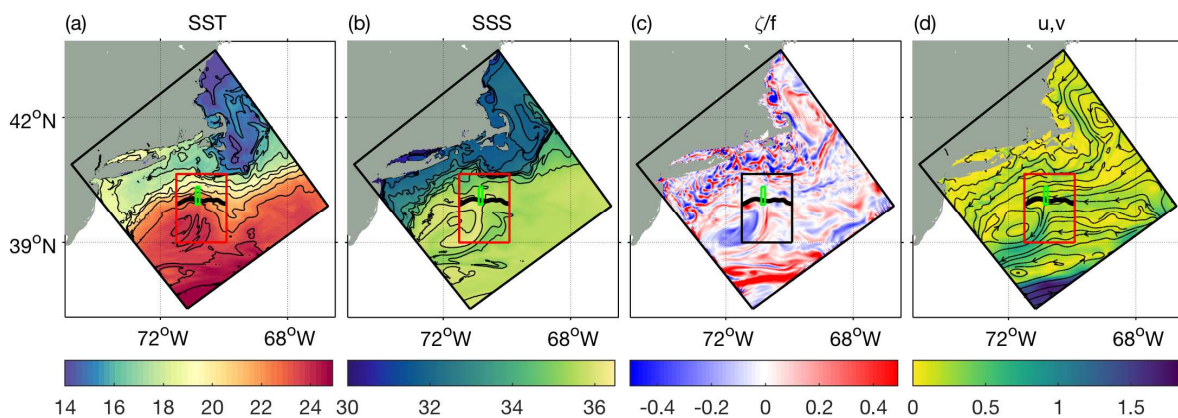 (a) SST (b) SSS (c) ζ/f (d) u,v
42°N
39°N
72°W 68°W 72°W 68°W 72°W 68°W 72°W 68°W
14 16 18 20 22 24 30 32 34 36 -0.4 -0.2 0 0.2 0.4 0 0.5 1 1.5